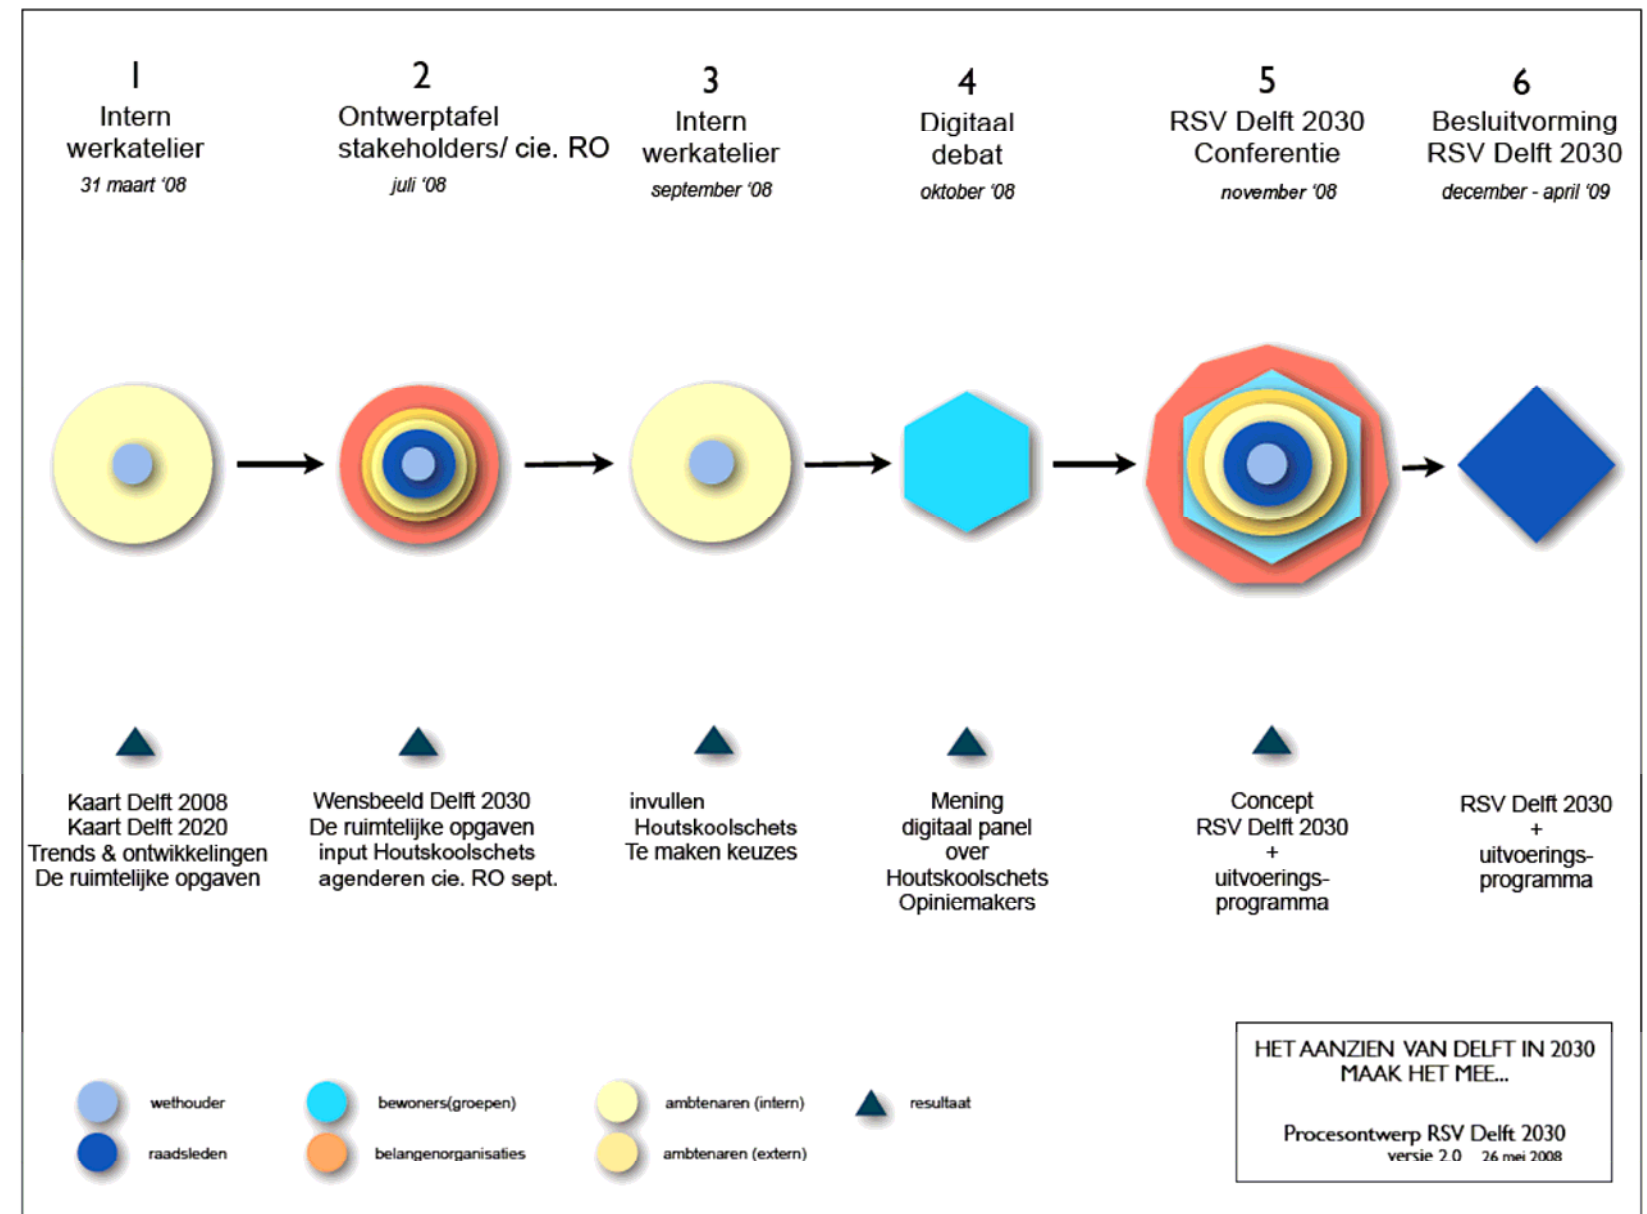 1
Intern
werkatelier
31 maart '08
2
Ontwerptafel
stakeholders/ cie. RO
juli '08
3
Intern
werkatelier
september '08
4
Digitaal
debat
oktober '08
5
RSV Delft 2030
Conferentie
november '08
6
Besluitvorming
RSV Delft 2030
december - april '09
Kaart Delft 2008
Kaart Delft 2020
Trends & ontwikkelingen
De ruimtelijke opgaven
Wensbeeld Delft 2030
De ruimtelijke opgaven
input Houtskoolschets
agenderen cie. RO sept.
invullen
Houtskoolschets
Te maken keuzes
Mening
digitaal panel
over
Houtskoolschets
Opiniemakers
Concept
RSV Delft 2030
+
uitvoerings-
programma
RSV Delft 2030
+
uitvoerings-
programma
wethouder
raadsleden
bewoners(groepen)
belangenorganisaties
ambtenaren (intern)
ambtenaren (extern)
resultaat
HET AANZIEN VAN DELFT IN 2030
MAAK HET MEE...
Procesontwerp RSV Delft 2030
versie 2.0 26 mei 2008